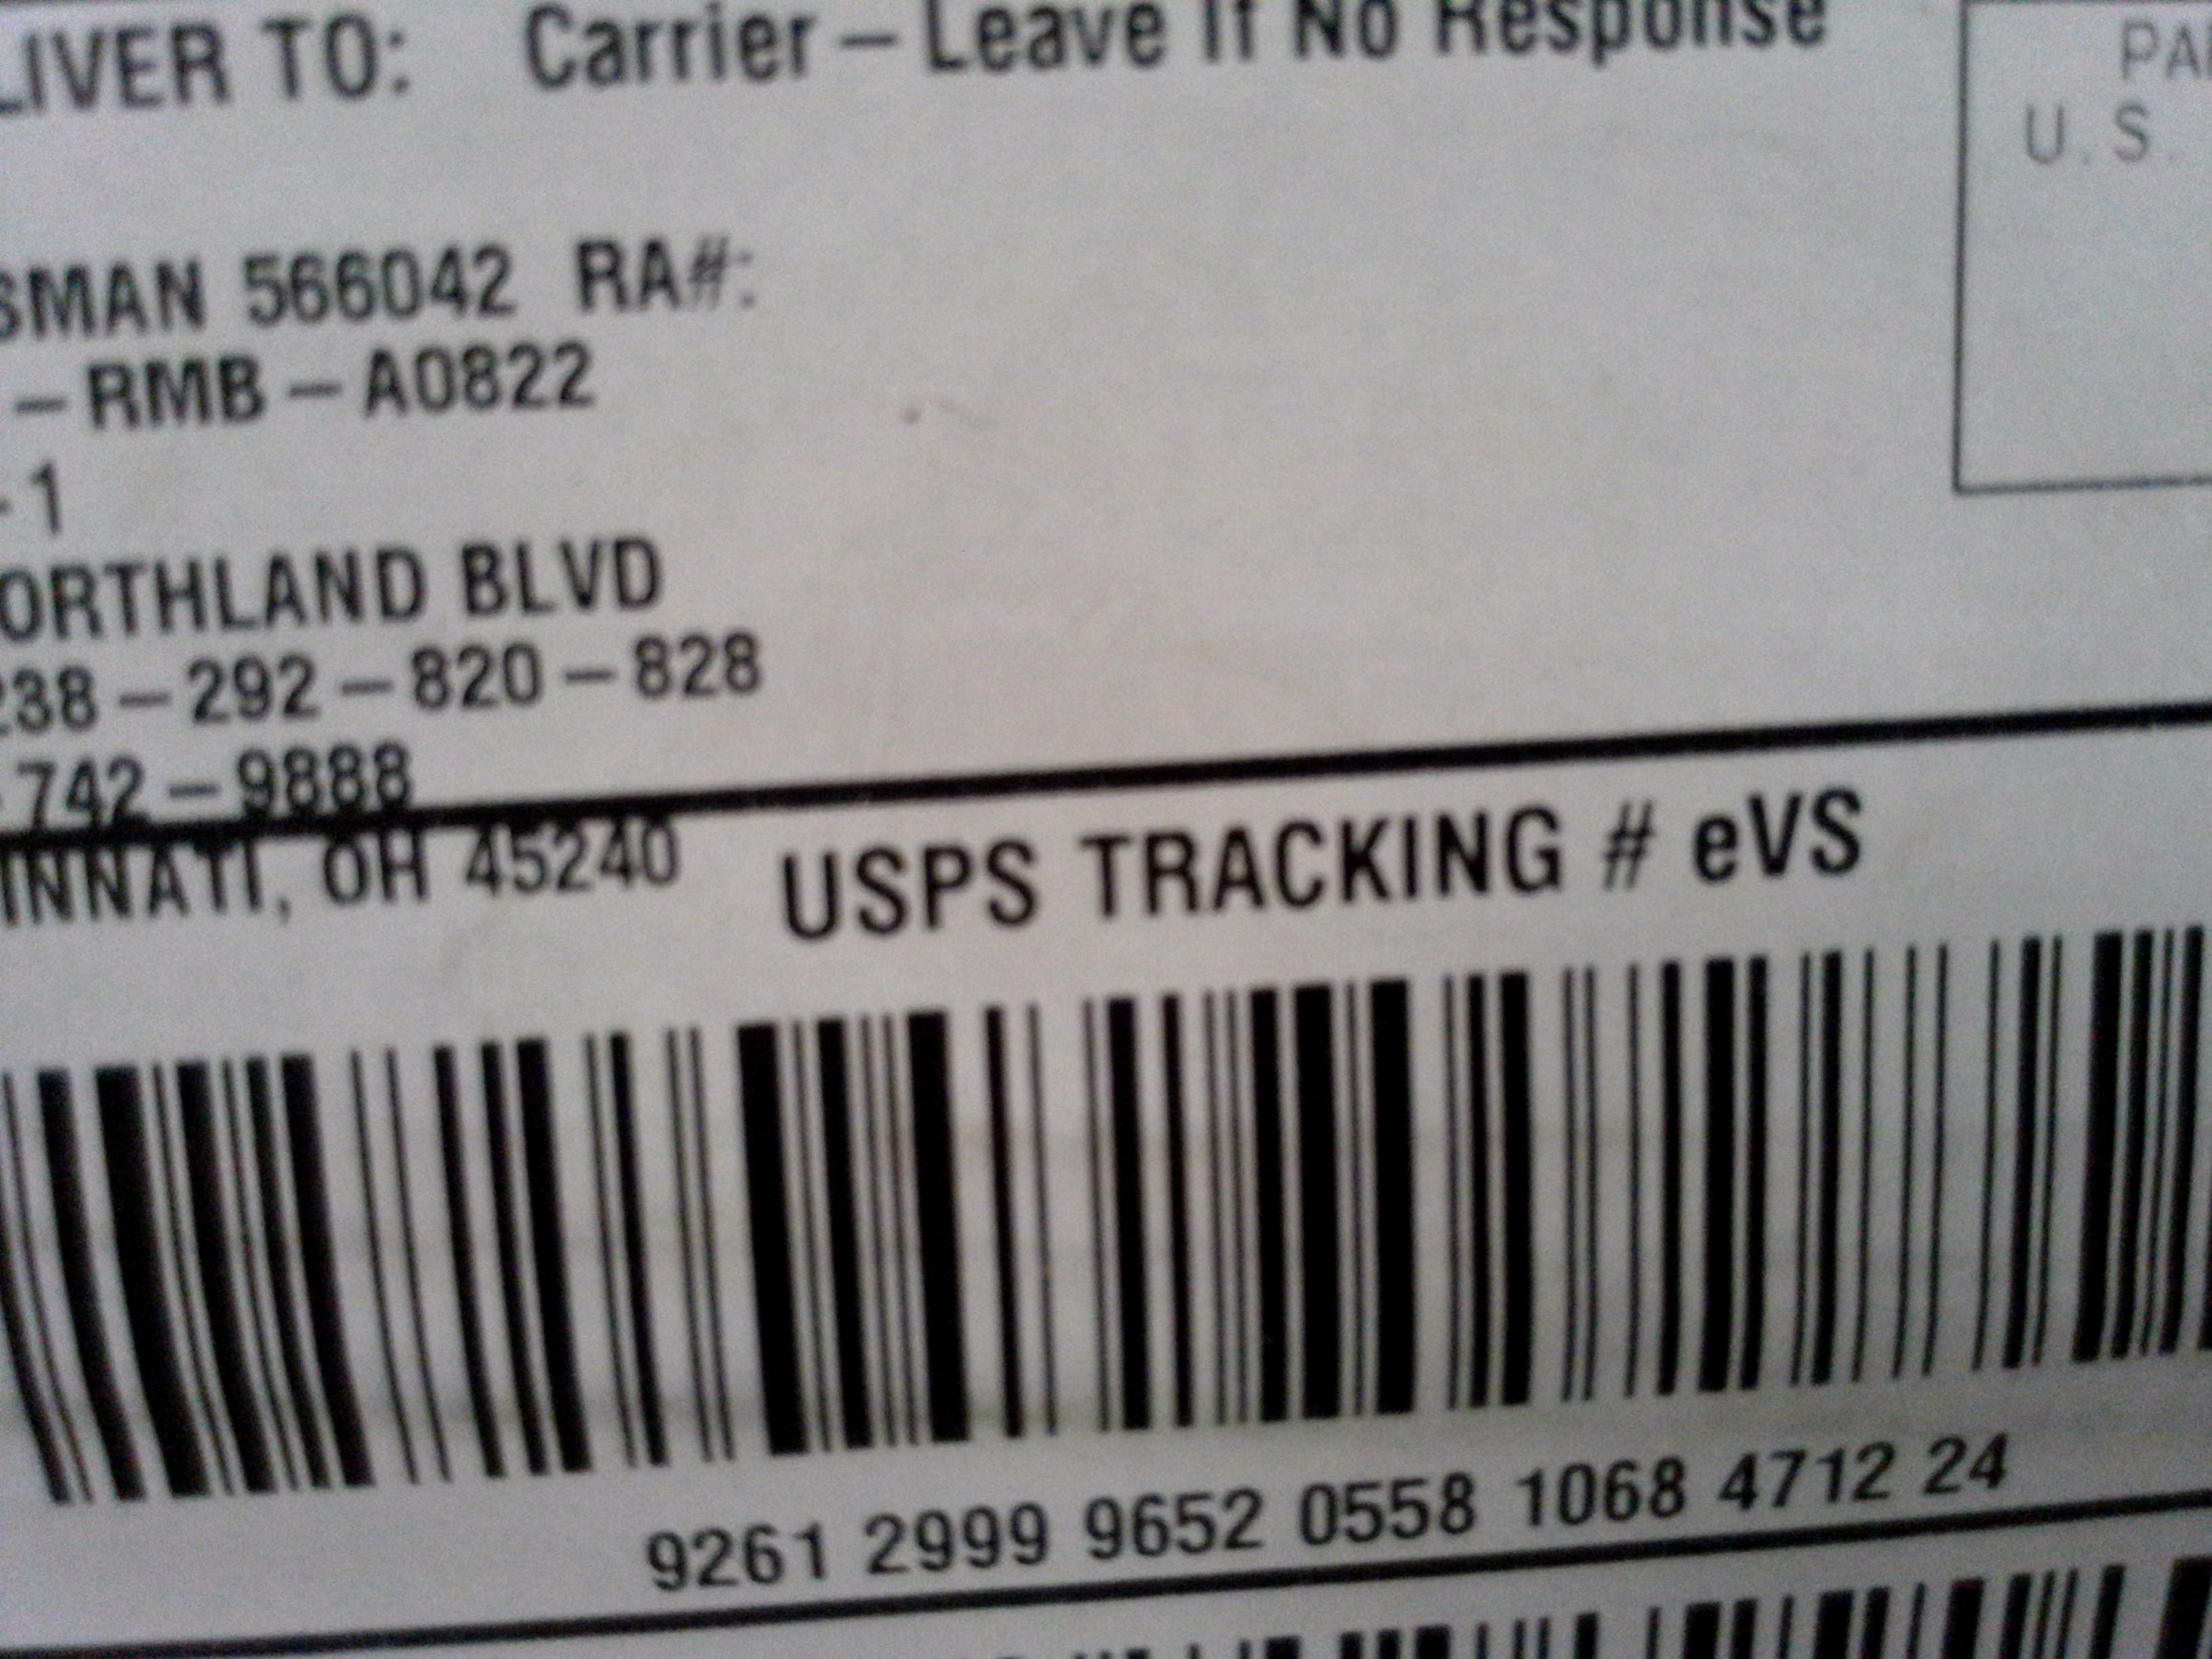 LIVER TO: Carrier – Leave If No Response
PA
U.S.
SMAN 566042 RA#:
– RMB – A0822
-1
ORTHLAND BLVD
238 – 292 – 820 – 828
- 742 – 9888
INNATI, OH 45240
USPS TRACKING # eVS
9261 2999 9652 0558 1068 4712 24